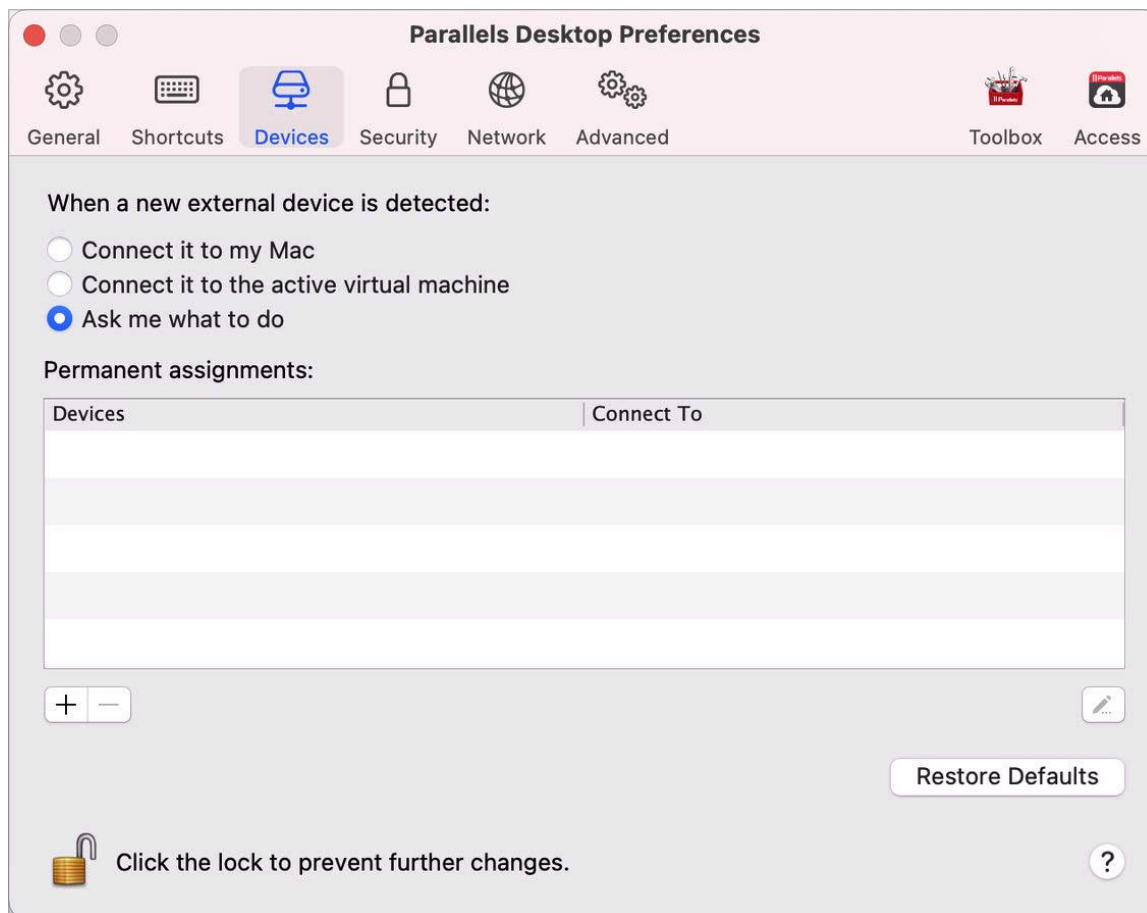 Parallels Desktop Preferences
General Shortcuts Devices Security Network Advanced Toolbox Access
When a new external device is detected:
Connect it to my Mac
Connect it to the active virtual machine
Ask me what to do
Permanent assignments:
Devices Connect To
Restore Defaults
Click the lock to prevent further changes.
?